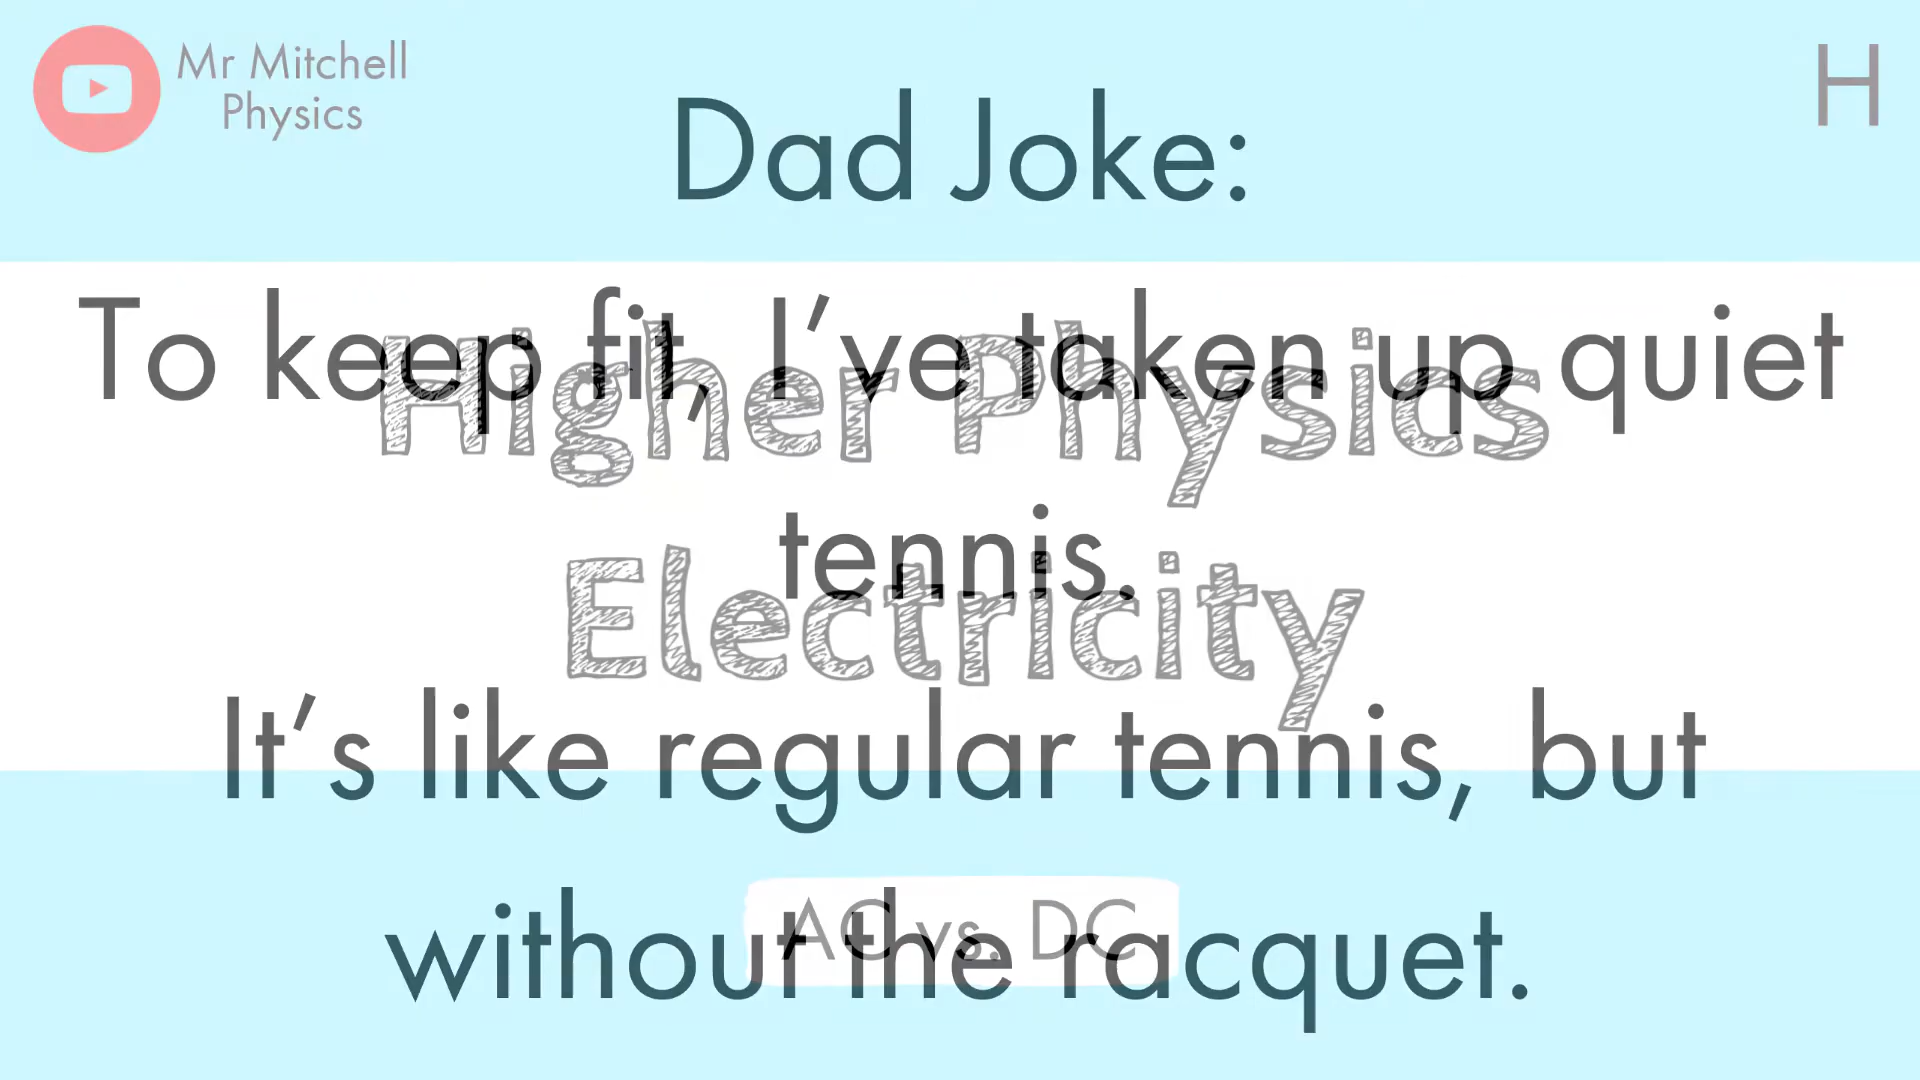 Mr Mitchell
Physics
H
Dad Joke:
To keep fit, I’ve taken up quiet
tennis.
It’s like regular tennis, but
without the racquet.
Higher Physics
Electricity
AC vs. DC